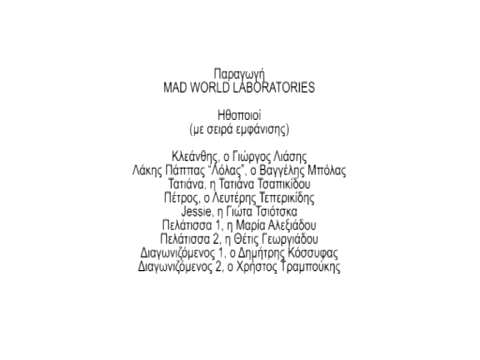 Παραγωγή
MAD WORLD LABORATORIES
Ηθοποιοί
(με σειρά εμφάνισης)
Κλεάνθης, ο Γιώργος Λιάσης
Λάκης Πάππας "Λόλας", ο Βαγγέλης Μπόλας
Τατιάνα, η Τατιάνα Τσαπικίδου
Πέτρος, ο Λευτέρης Τεπερικίδης
Jessie, η Γιώτα Τσιότσκα
Πελάτισσα 1, η Μαρία Αλεξιάδου
Πελάτισσα 2, η Θέτις Γεωργιάδου
Διαγωνιζόμενος 1, ο Δημήτρης Κόσσυφας
Διαγωνιζόμενος 2, ο Χρήστος Τραμπούκης